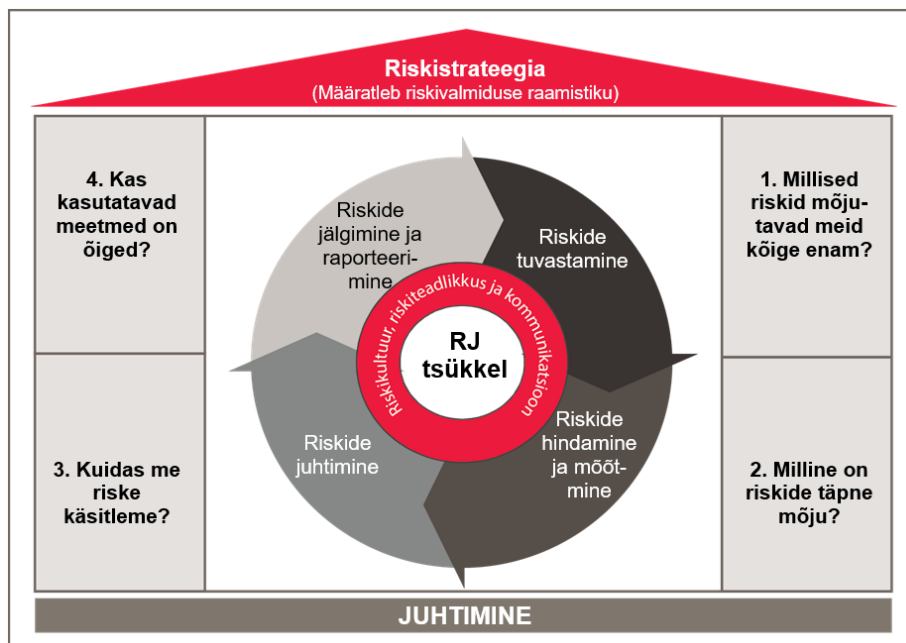 Riskistrateegia
(Määratleb riskivalmiduse raamistiku)
4. Kas
kasutatavad
meetmed on
õiged?
1. Millised
riskid mõju-
tavad meid
kõige enam?
Riskide
jälgimine ja
raporteeri-
mine
Riskide
tuvastamine
Riskikultuur, riskiteadlikkus ja kommunikatsioon
RJ
tsükkel
Riskide
juhtimine
Riskide
hindamine
ja mõõt-
mine
3. Kuidas me
riske
käsitleme?
2. Milline on
riskide täpne
mõju?
JUHTIMINE